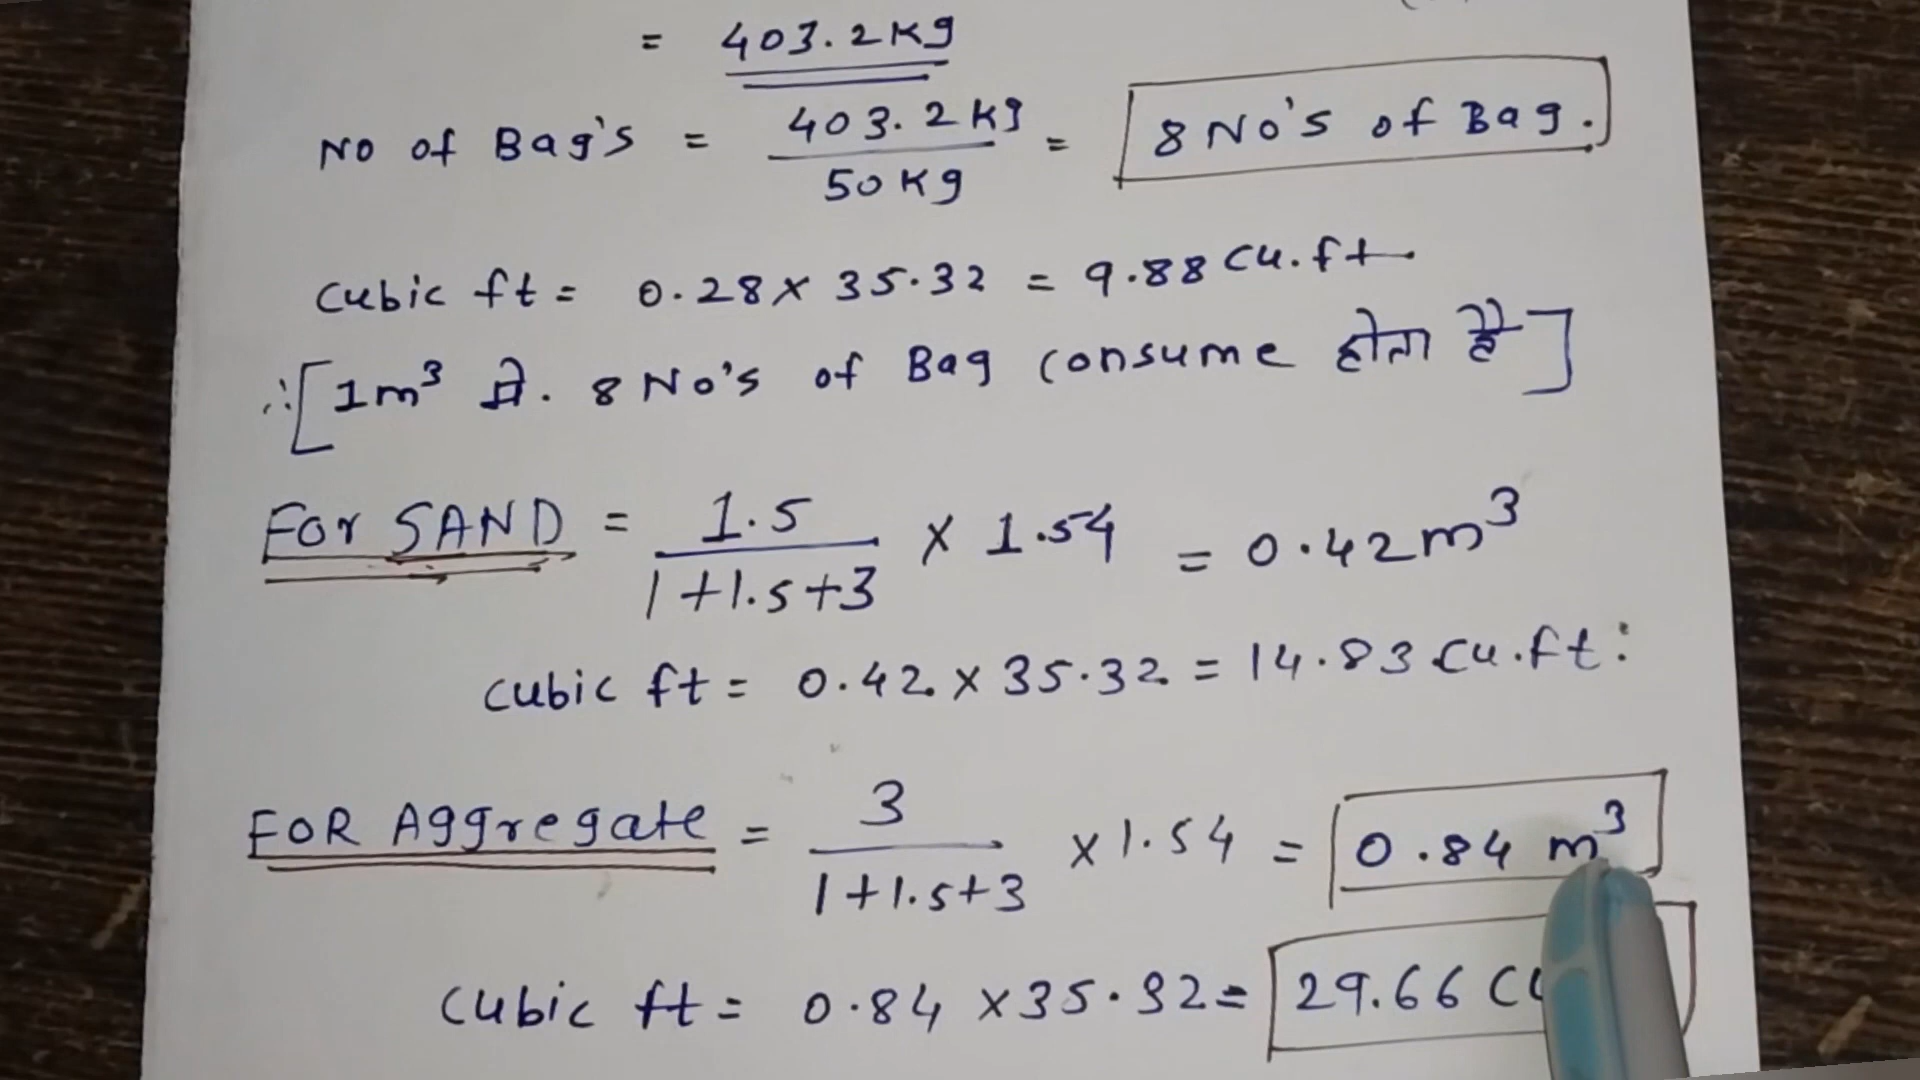 = 403.2Kg
No of Bag's = 403.2Kg / 50Kg = 8 No's of Bag.
Cubic ft = 0.28 x 35.32 = 9.88 Cu.ft.
∴ [1m³ में. 8 No's of Bag Consume होता है]
For SAND = 1.5 / 1+1.5+3 x 1.54 = 0.42m³
Cubic ft = 0.42 x 35.32 = 14.83 Cu.ft:
FOR Aggregate = 3 / 1+1.5+3 x 1.54 = 0.84 m³
Cubic ft = 0.84 x 35.32 = 29.66